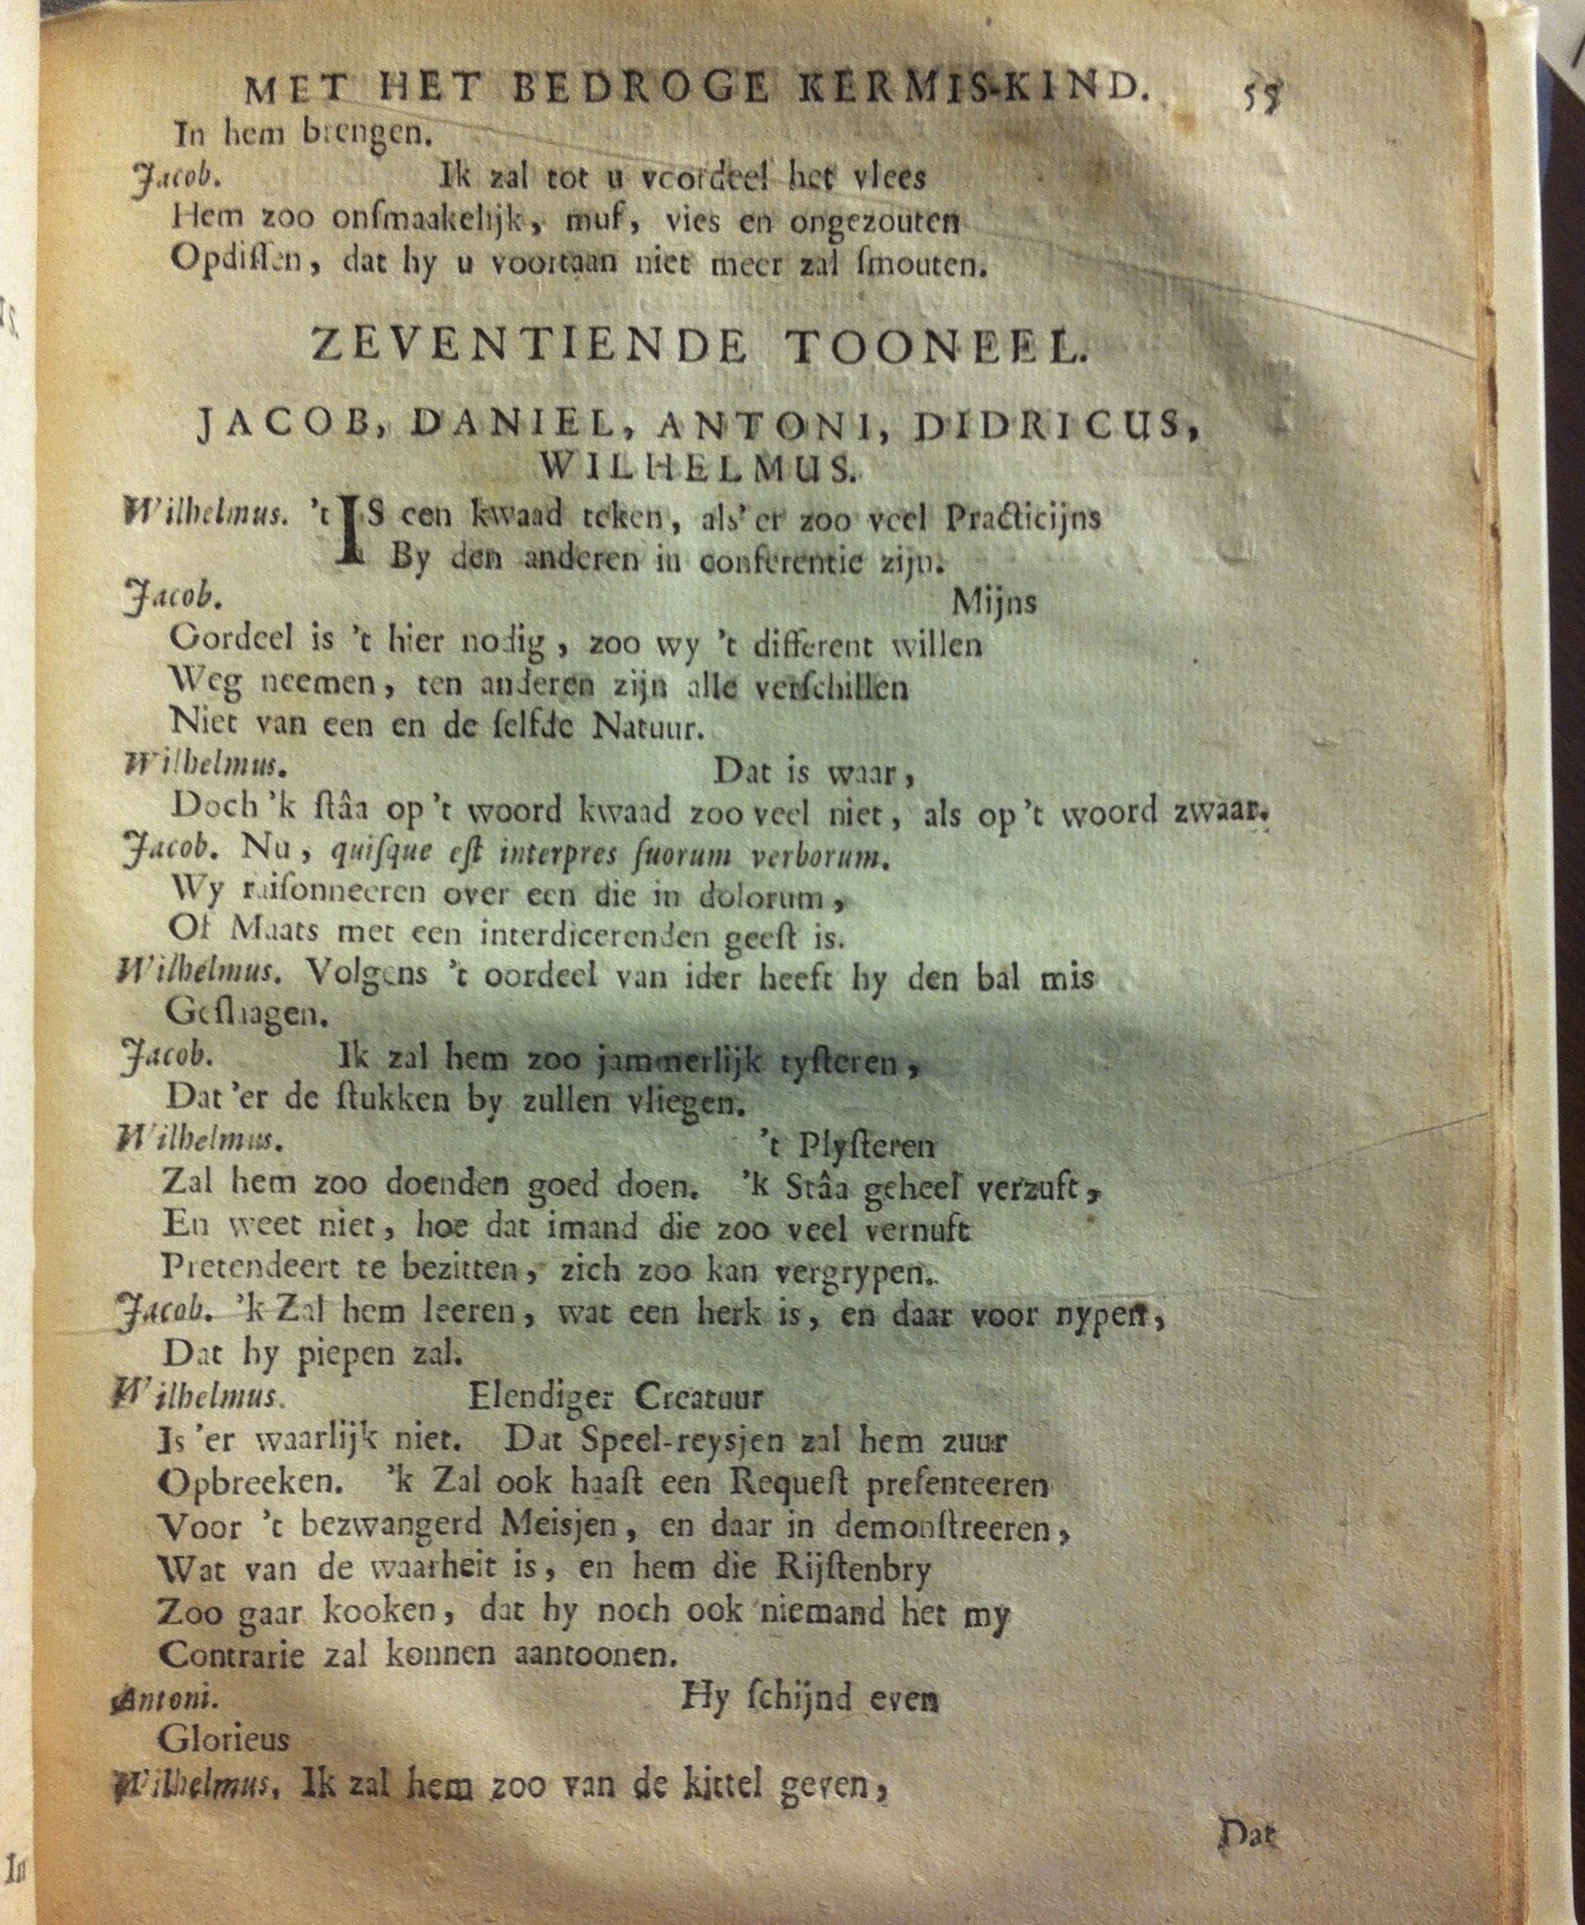 MET HET BEDROGE KERMIS-KIND. 55
In hem brengen.
Jacob. Ik zal tot u voordeel het vlees
Hem zoo onſmaakelijk, muf, vies en ongezouten
Opdiſſen, dat hy u voortaan niet meer zal ſmouten.
ZEVENTIENDE TOONEEL.
JACOB, DANIEL, ANTONI, DIDRICUS,
WILHELMUS.
Wilhelmus. 't IS een kwaad teken, als'er zoo veel Practicijns
By den anderen in conferentie zijn.
Jacob. Mijns
Oordeel is 't hier nodig, zoo wy 't different willen
Weg neemen, ten anderen zijn alle verſchillen
Niet van een en de ſelfde Natuur.
Wilhelmus. Dat is waar,
Doch 'k ſtâa op 't woord kwaad zoo veel niet, als op 't woord zwaar.
Jacob. Nu, quiſque eſt interpres ſuorum verborum.
Wy raiſonneeren over een die in dolorum,
Of Maats met een interdicerenden geeſt is.
Wilhelmus. Volgens 't oordeel van ider heeft hy den bal mis
Geſlaagen.
Jacob. Ik zal hem zoo jammerlijk tyſteren,
Dat 'er de ſtukken by zullen vliegen.
Wilhelmus. 't Plyſteren
Zal hem zoo doenden goed doen. 'k Stâa geheel verzuft,
En weet niet, hoe dat imand die zoo veel vernuft
Pretendeert te bezitten, zich zoo kan vergrypen.
Jacob. 'k Zal hem leeren, wat een herk is, en daar voor nypen,
Dat hy piepen zal.
Wilhelmus. Elendiger Creatuur
Is 'er waarlijk niet. Dat Speel-reysjen zal hem zuur
Opbreeken. 'k Zal ook haaſt een Requeſt preſenteeren
Voor 't bezwangerd Meisjen, en daar in demonſtreeren,
Wat van de waarheit is, en hem die Rijſtenbry
Zoo gaar kooken, dat hy noch ook niemand het my
Contrarie zal konnen aantoonen.
Antoni. Hy ſchijnd even
Glorieus
Wilhelmus. Ik zal hem zoo van de kittel geven,
Dat